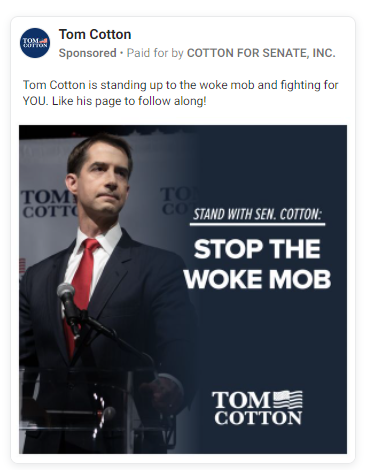 TOM
COTTON
Tom Cotton
Sponsored • Paid for by COTTON FOR SENATE, INC.
Tom Cotton is standing up to the woke mob and fighting for
YOU. Like his page to follow along!
TOM
COTTON
TO
CO
STAND WITH SEN. COTTON:
STOP THE
WOKE MOB
TOM
COTTON